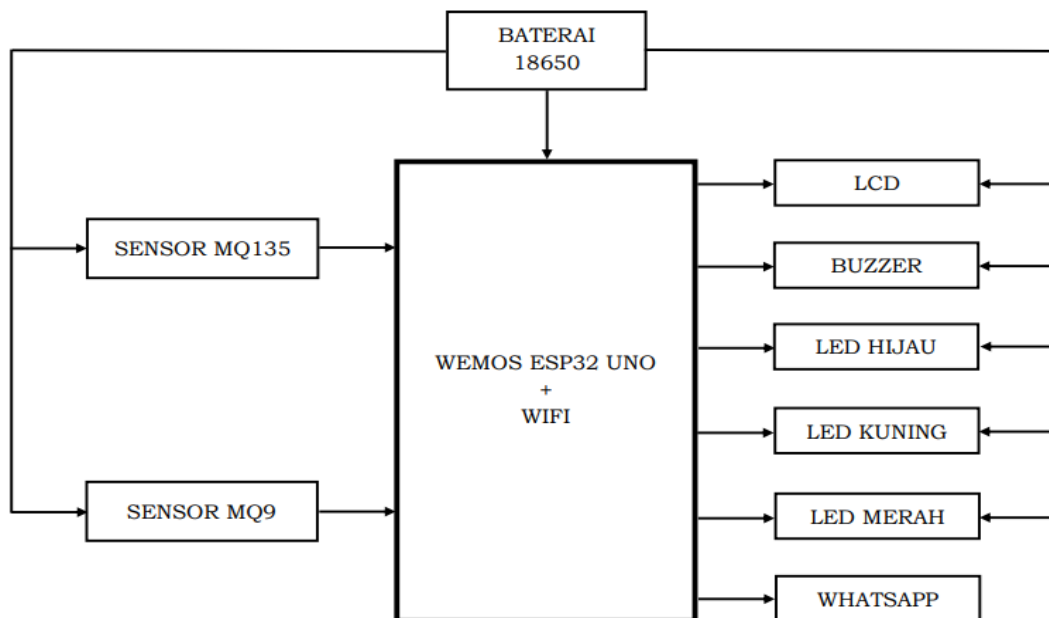 BATERAI
18650
LCD
SENSOR MQ135
BUZZER
LED HIJAU
WEMOS ESP32 UNO
+
WIFI
LED KUNING
SENSOR MQ9
LED MERAH
WHATSAPP